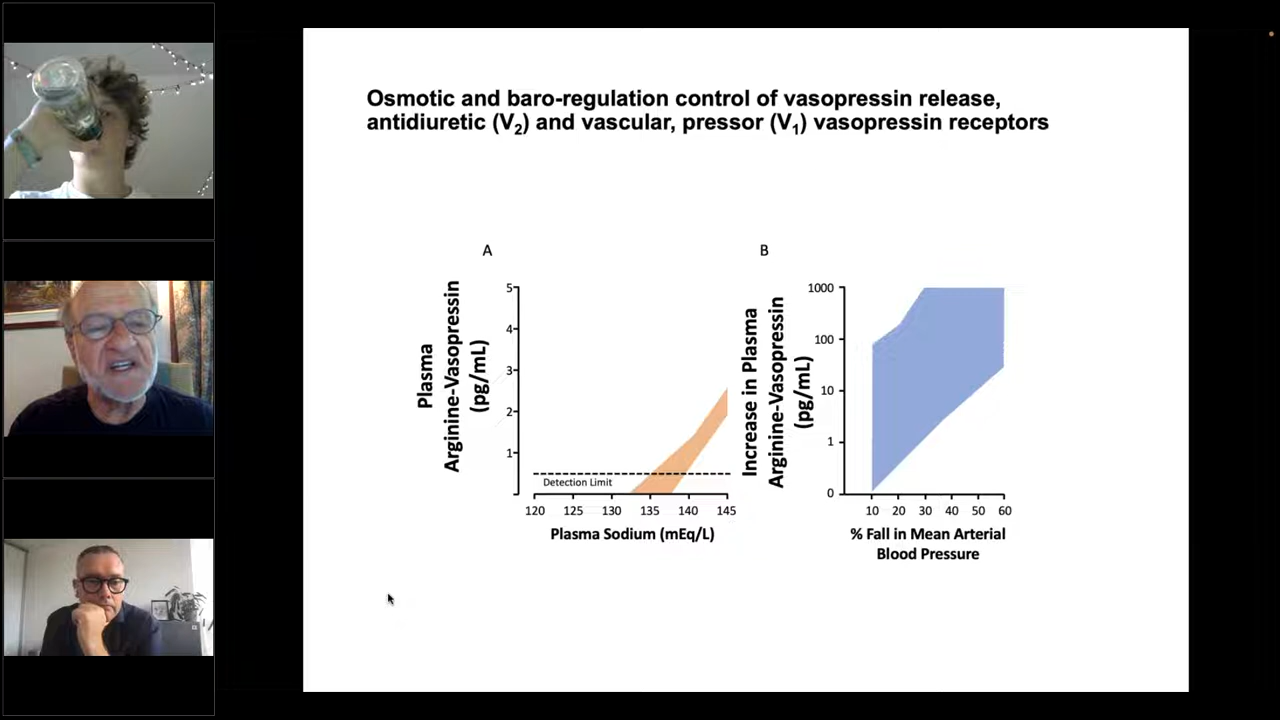 Osmotic and baro-regulation control of vasopressin release,
antidiuretic (V₂) and vascular, pressor (V₁) vasopressin receptors
A
Plasma
Arginine-Vasopressin
(pg/mL)
5
4
3
2
1
Detection Limit
120 125 130 135 140 145
Plasma Sodium (mEq/L)
B
Increase in Plasma
Arginine-Vasopressin
(pg/mL)
1000
100
10
1
0
10 20 30 40 50 60
% Fall in Mean Arterial
Blood Pressure